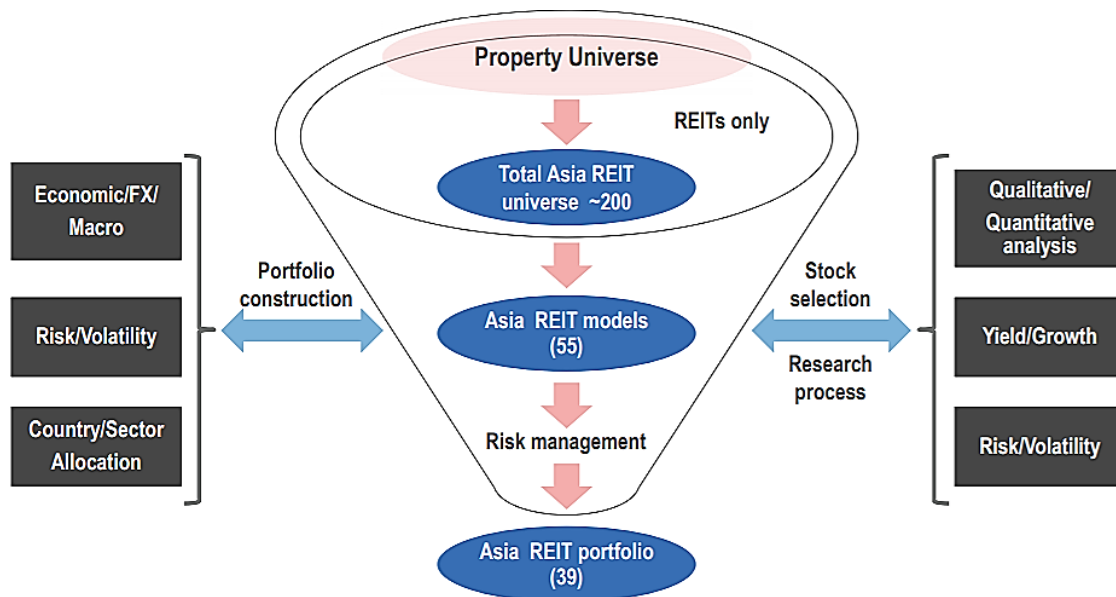 Property Universe
REITs only
Total Asia REIT
universe ~200
Economic/FX/
Macro
Risk/Volatility
Country/Sector
Allocation
Portfolio
construction
Asia REIT models
(55)
Risk management
Asia REIT portfolio
(39)
Stock
selection
Research
process
Qualitative/
Quantitative
analysis
Yield/Growth
Risk/Volatility